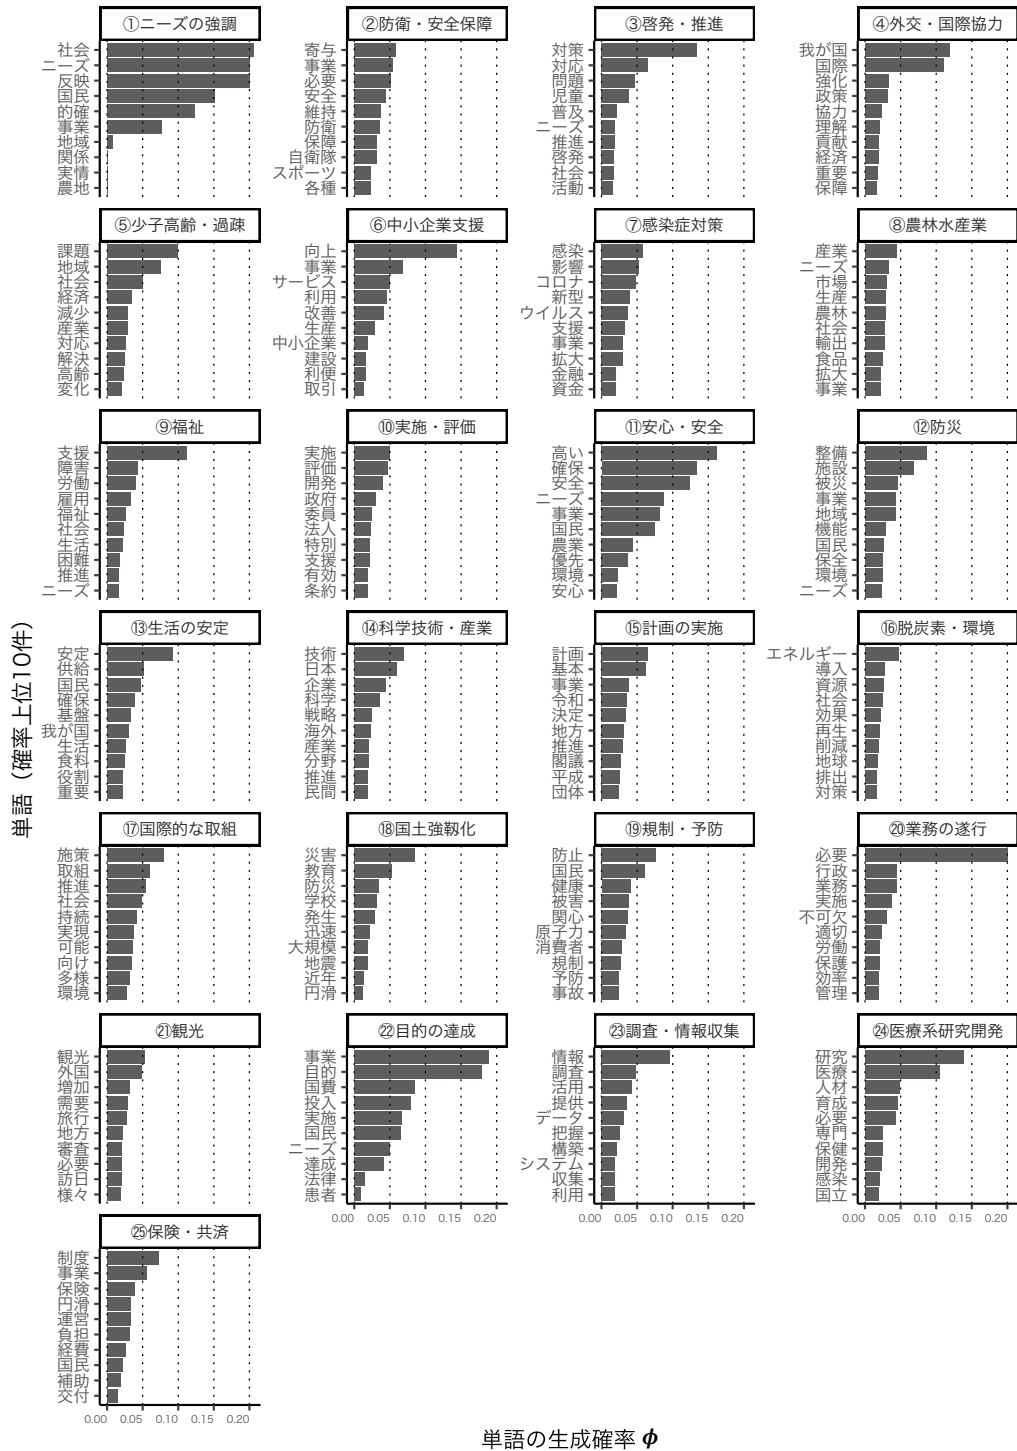 ①ニーズの強調
社会
ニーズ
反映
国民
的確
事業
地域
関係
実情
農地
②防衛・安全保障
寄与
事業
必要
安全
維持
防衛
保障
自衛隊
スポーツ
各種
③啓発・推進
対策
対応
問題
児童
普及
ニーズ
推進
啓発
社会
活動
④外交・国際協力
我が国
国際
強化
政策
協力
理解
貢献
経済
重要
保障
⑤少子高齢・過疎
課題
地域
社会
経済
減少
産業
対応
解決
高齢
変化
⑥中小企業支援
向上
事業
サービス
利用
改善
生産
中小企業
建設
利便
取引
⑦感染症対策
感染
影響
コロナ
新型
ウイルス
支援
事業
拡大
金融
資金
⑧農林水産業
産業
ニーズ
市場
生産
農林
社会
輸出
食品
拡大
事業
⑨福祉
支援
障害
労働
雇用
福祉
社会
生活
困難
推進
ニーズ
⑩実施・評価
実施
評価
開発
政府
委員
法人
特別
支援
有効
条約
⑪安心・安全
高い
確保
安全
ニーズ
事業
国民
農業
優先
環境
安心
⑫防災
整備
施設
被災
事業
地域
機能
国民
保全
環境
ニーズ
⑬生活の安定
安定
供給
国民
確保
基盤
我が国
生活
食料
役割
重要
⑭科学技術・産業
技術
日本
企業
科学
戦略
海外
産業
分野
推進
民間
⑮計画の実施
計画
基本
事業
令和
決定
地方
推進
閣議
平成
団体
⑯脱炭素・環境
エネルギー
導入
資源
社会
効果
再生
削減
地球
排出
対策
⑰国際的な取組
施策
取組
推進
社会
持続
実現
可能
向け
多様
環境
⑱国土強靱化
災害
教育
防災
学校
発生
迅速
大規模
地震
近年
円滑
⑲規制・予防
防止
国民
健康
被害
関心
原子力
消費者
規制
予防
事故
⑳業務の遂行
必要
行政
業務
実施
不可欠
適切
労働
保護
効率
管理
㉑観光
観光
外国
増加
需要
旅行
地方
審査
必要
訪日
様々
㉒目的の達成
事業
目的
国費
投入
実施
国民
ニーズ
達成
法律
患者
0.00 0.05 0.10 0.15 0.20
㉓調査・情報収集
情報
調査
活用
提供
データ
把握
構築
システム
収集
利用
0.00 0.05 0.10 0.15 0.20
㉔医療系研究開発
研究
医療
人材
育成
必要
専門
保健
開発
感染
国立
0.00 0.05 0.10 0.15 0.20
㉕保険・共済
制度
事業
保険
円滑
運営
負担
経費
国民
補助
交付
0.00 0.05 0.10 0.15 0.20
単語（確率上位10件）
単語の生成確率 ϕ